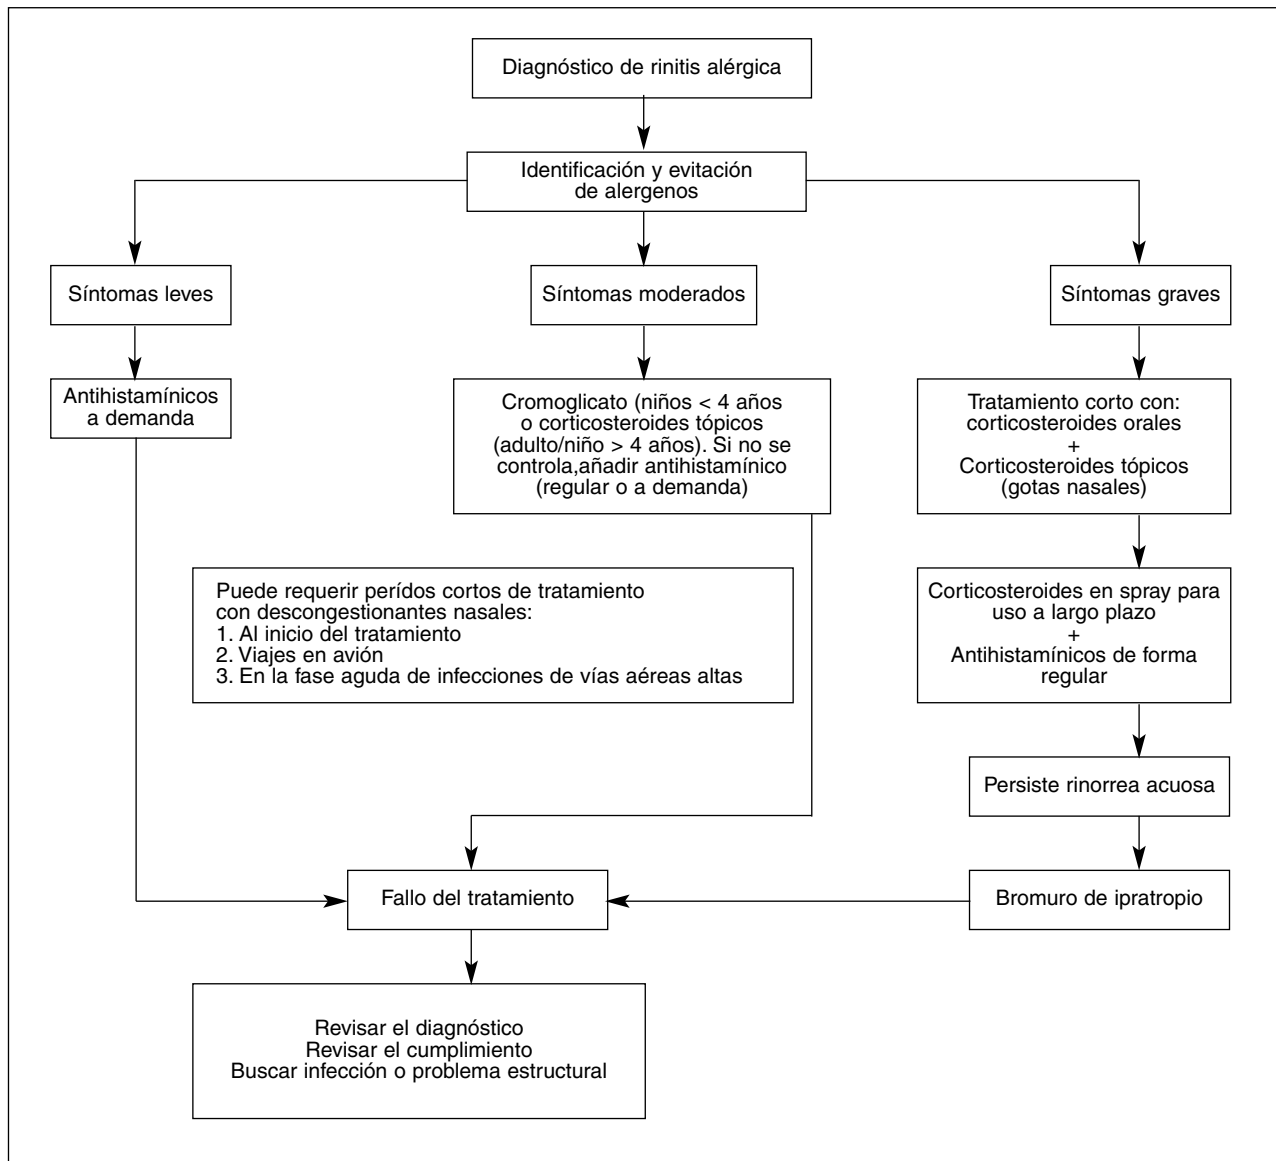 Diagnóstico de rinitis alérgica
Identificación y evitación
de alergenos
Síntomas leves
Síntomas moderados
Síntomas graves
Antihistamínicos
a demanda
Cromoglicato (niños < 4 años
o corticosteroides tópicos
(adulto/niño > 4 años). Si no se
controla,añadir antihistamínico
(regular o a demanda)
Tratamiento corto con:
corticosteroides orales
+
Corticosteroides tópicos
(gotas nasales)
Puede requerir perídos cortos de tratamiento
con descongestionantes nasales:
1. Al inicio del tratamiento
2. Viajes en avión
3. En la fase aguda de infecciones de vías aéreas altas
Corticosteroides en spray para
uso a largo plazo
+
Antihistamínicos de forma
regular
Persiste rinorrea acuosa
Fallo del tratamiento
Bromuro de ipratropio
Revisar el diagnóstico
Revisar el cumplimiento
Buscar infección o problema estructural